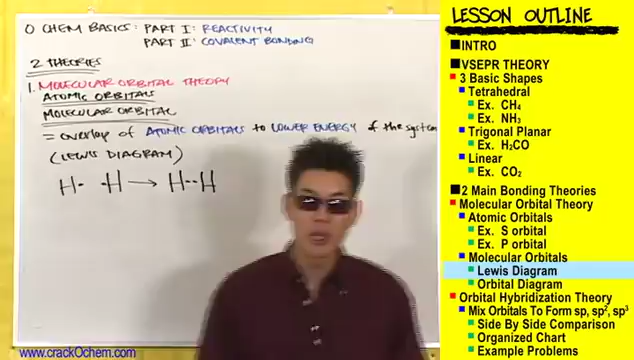 O CHEM BASICS: PART I: REACTIVITY
PART II: COVALENT BONDING
2 THEORIES
1. MOLECULAR ORBITAL THEORY
ATOMIC ORBITALS
MOLECULAR ORBITAL
= overlap of ATOMIC ORBITALS to LOWER ENERGY of the system
(LEWIS DIAGRAM)
H· ·H → H··H
www.crackOchem.com
LESSON OUTLINE
INTRO
VSEPR THEORY
3 Basic Shapes
Tetrahedral
Ex. CH₄
Ex. NH₃
Trigonal Planar
Ex. H₂CO
Linear
Ex. CO₂
2 Main Bonding Theories
Molecular Orbital Theory
Atomic Orbitals
Ex. S orbital
Ex. P orbital
Molecular Orbitals
Lewis Diagram
Orbital Diagram
Orbital Hybridization Theory
Mix Orbitals To Form sp, sp², sp³
Side By Side Comparison
Organized Chart
Example Problems